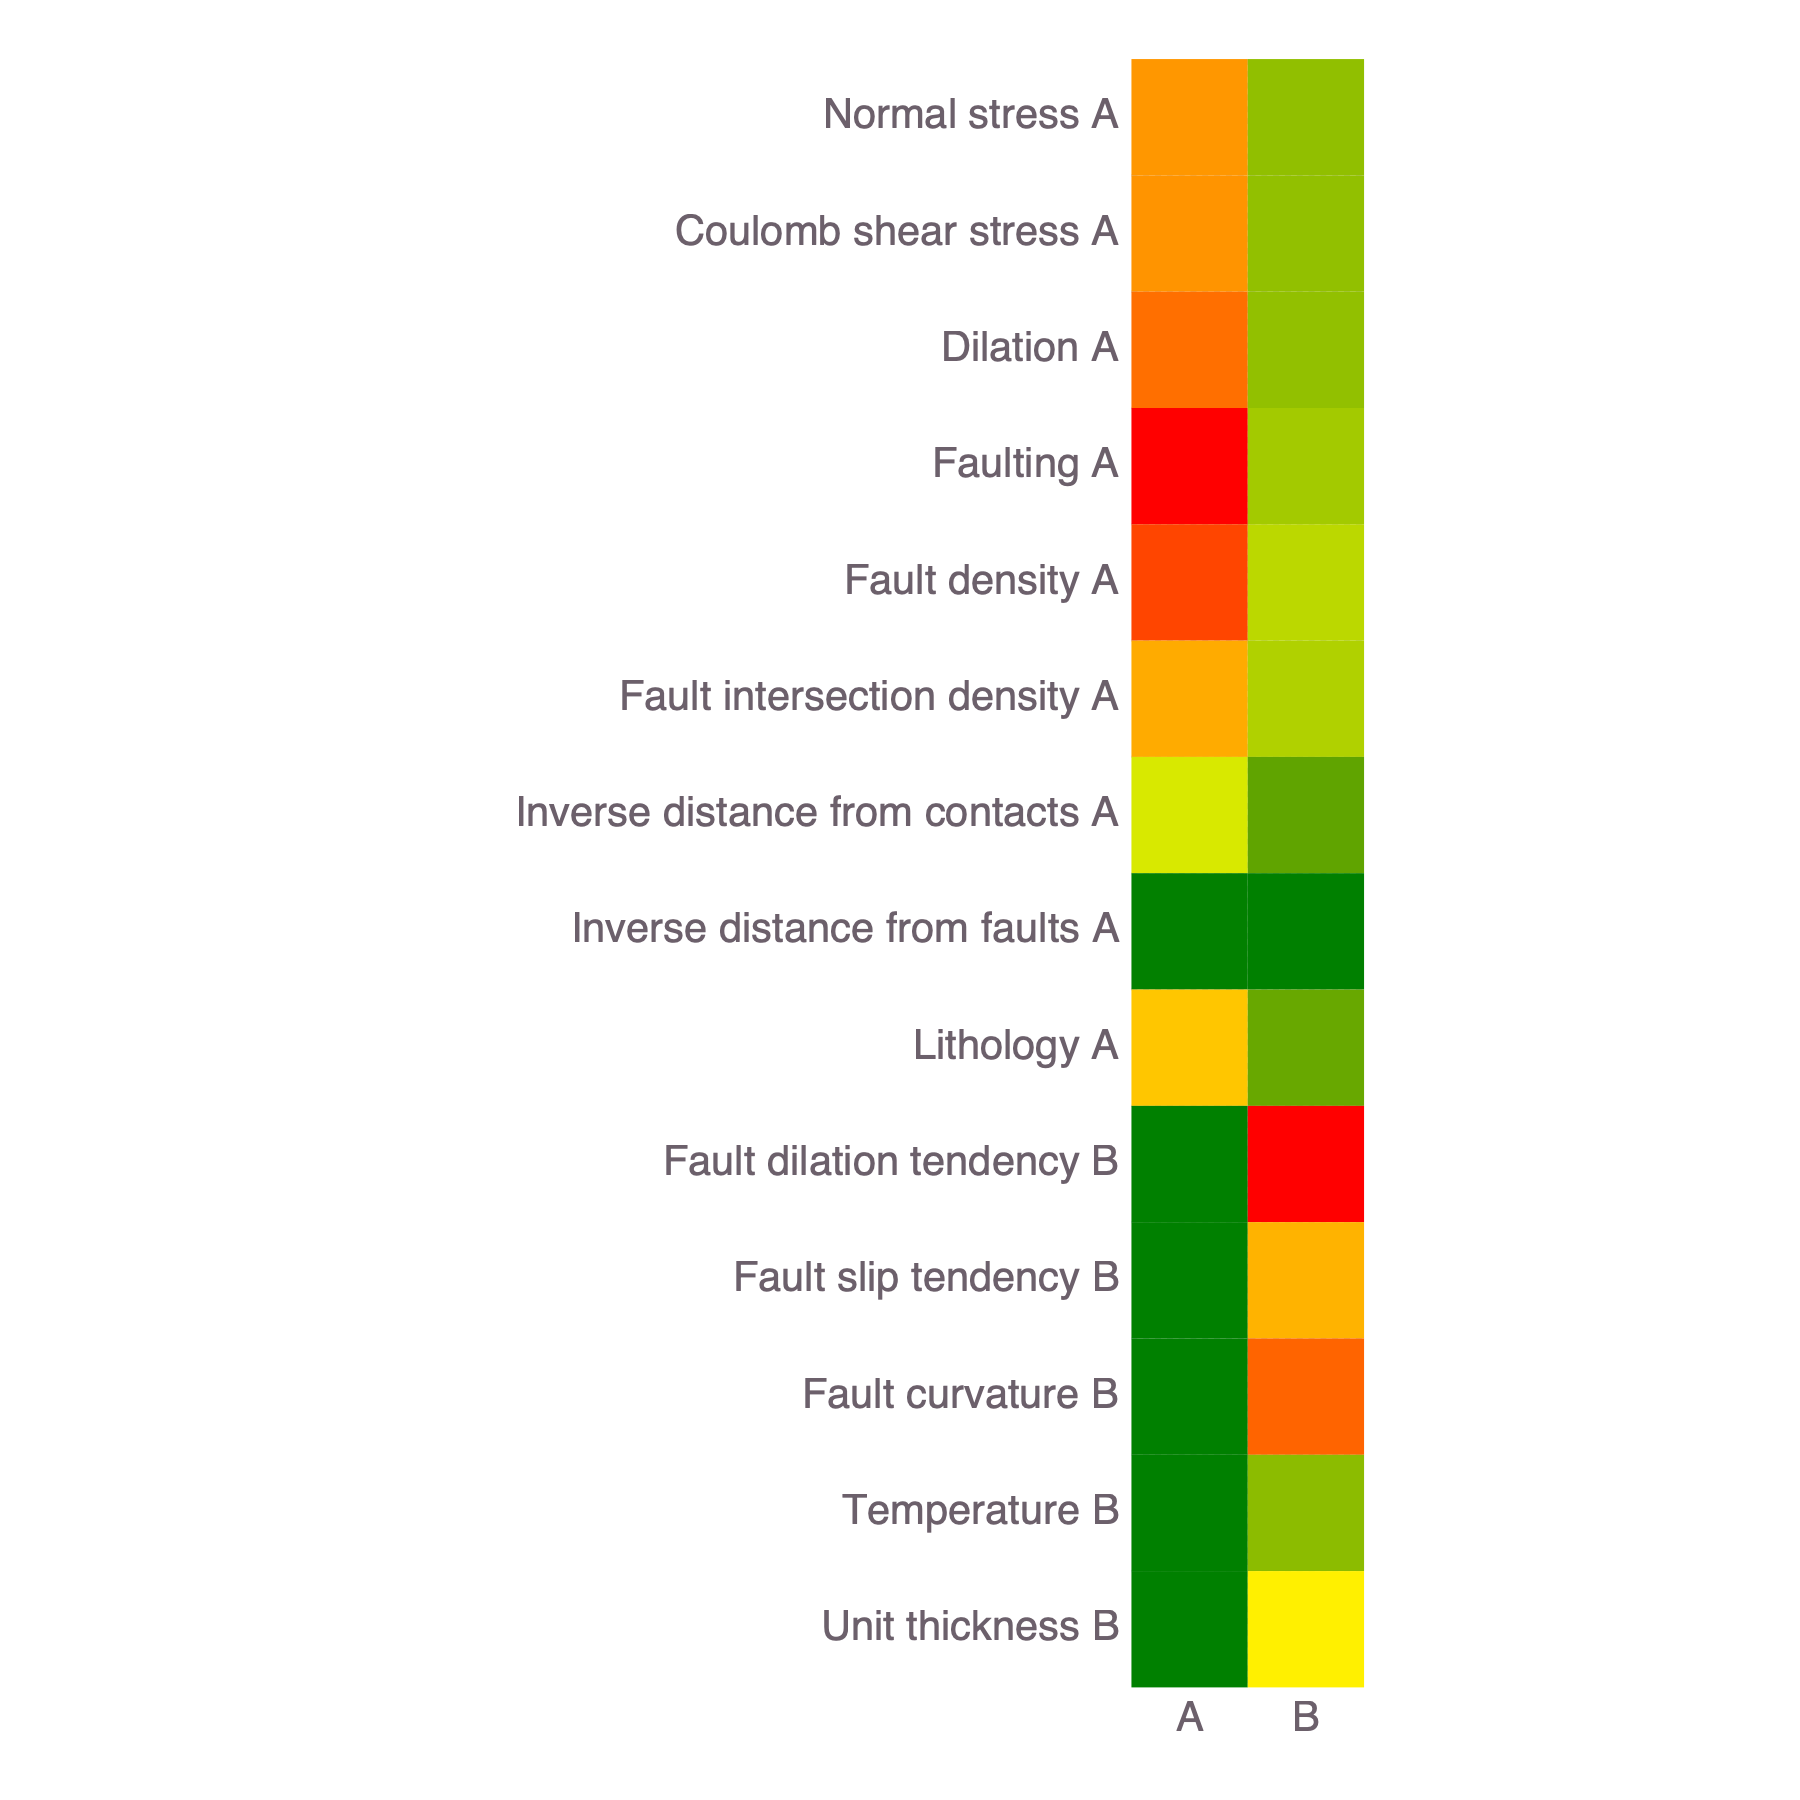 Normal stress A
Coulomb shear stress A
Dilation A
Faulting A
Fault density A
Fault intersection density A
Inverse distance from contacts A
Inverse distance from faults A
Lithology A
Fault dilation tendency B
Fault slip tendency B
Fault curvature B
Temperature B
Unit thickness B
A B